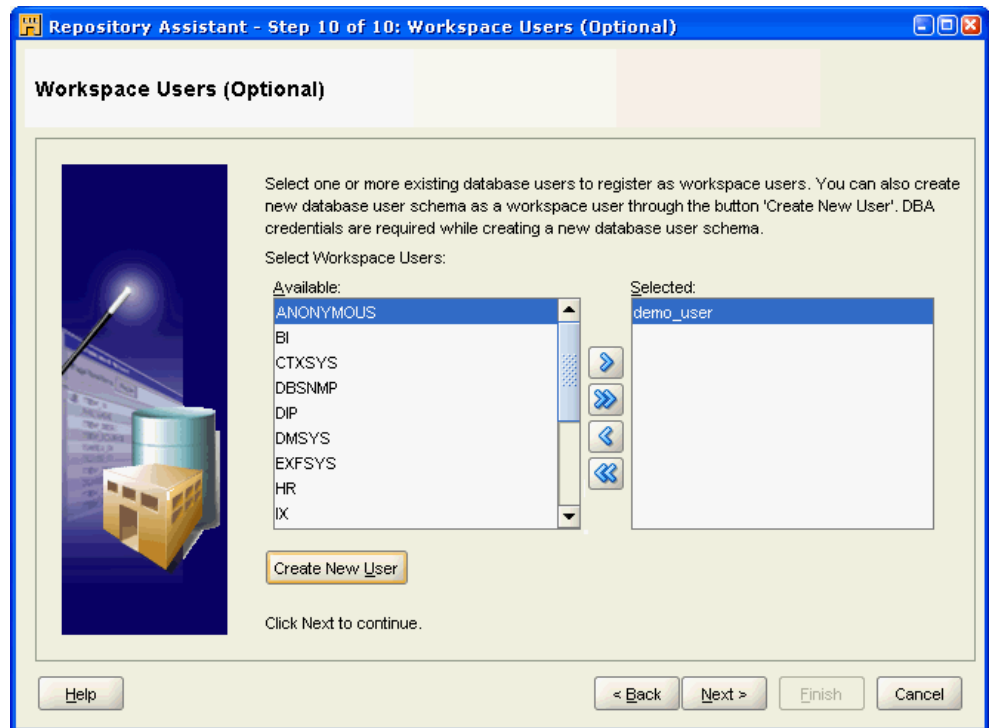 Repository Assistant - Step 10 of 10: Workspace Users (Optional)
Workspace Users (Optional)
Select one or more existing database users to register as workspace users. You can also create
new database user schema as a workspace user through the button 'Create New User'. DBA
credentials are required while creating a new database user schema.
Select Workspace Users:
Available:
ANONYMOUS
BI
CTXSYS
DBSNMP
DIP
DMSYS
EXFSYS
HR
IX
Selected:
demo_user
Create New User
Click Next to continue.
Help
< Back
Next >
Finish
Cancel